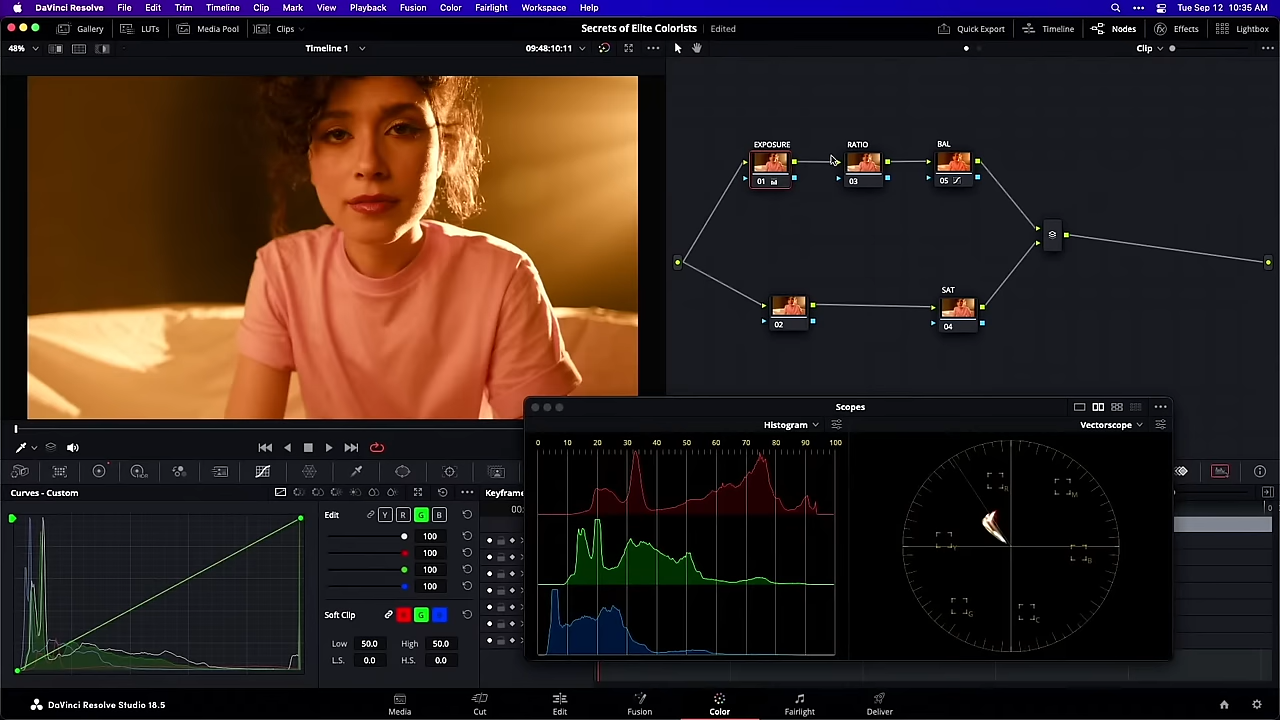 DaVinci Resolve File Edit Trim Timeline Clip Mark View Playback Fusion Color Fairlight Workspace Help Tue Sep 12 10:35 AM
Gallery LUTs Media Pool Clips Secrets of Elite Colorists Edited Quick Export Timeline Nodes Effects Lightbox
48% Timeline 1 09:48:10:11 Clip
EXPOSURE RATIO BAL
01 03 05
SAT
02 04
Scopes
Histogram Vectorscope
0 10 20 30 40 50 60 70 80 90 100
R M
Y B
G C
Curves - Custom Keyframe
Edit Y R G B
100
100
100
100
Soft Clip R G B
Low 50.0 High 50.0
L.S. 0.0 H.S. 0.0
00: 0
DaVinci Resolve Studio 18.5 Media Cut Edit Fusion Color Fairlight Deliver